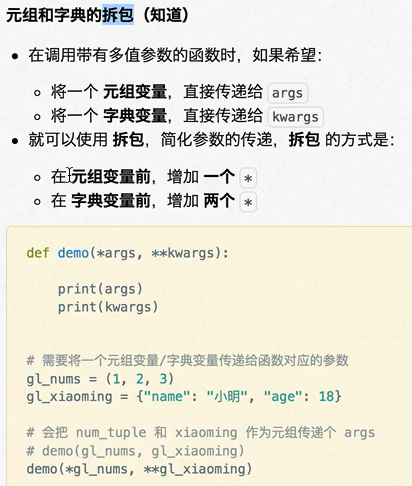 元组和字典的拆包（知道）
• 在调用带有多值参数的函数时，如果希望：
◦ 将一个 元组变量，直接传递给 args
◦ 将一个 字典变量，直接传递给 kwargs
• 就可以使用 拆包，简化参数的传递，拆包 的方式是：
◦ 在 元组变量前，增加 一个 *
◦ 在 字典变量前，增加 两个 *
def demo(*args, **kwargs):
    print(args)
    print(kwargs)
# 需要将一个元组变量/字典变量传递给函数对应的参数
gl_nums = (1, 2, 3)
gl_xiaoming = {"name": "小明", "age": 18}
# 会把 num_tuple 和 xiaoming 作为元组传递个 args
# demo(gl_nums, gl_xiaoming)
demo(*gl_nums, **gl_xiaoming)